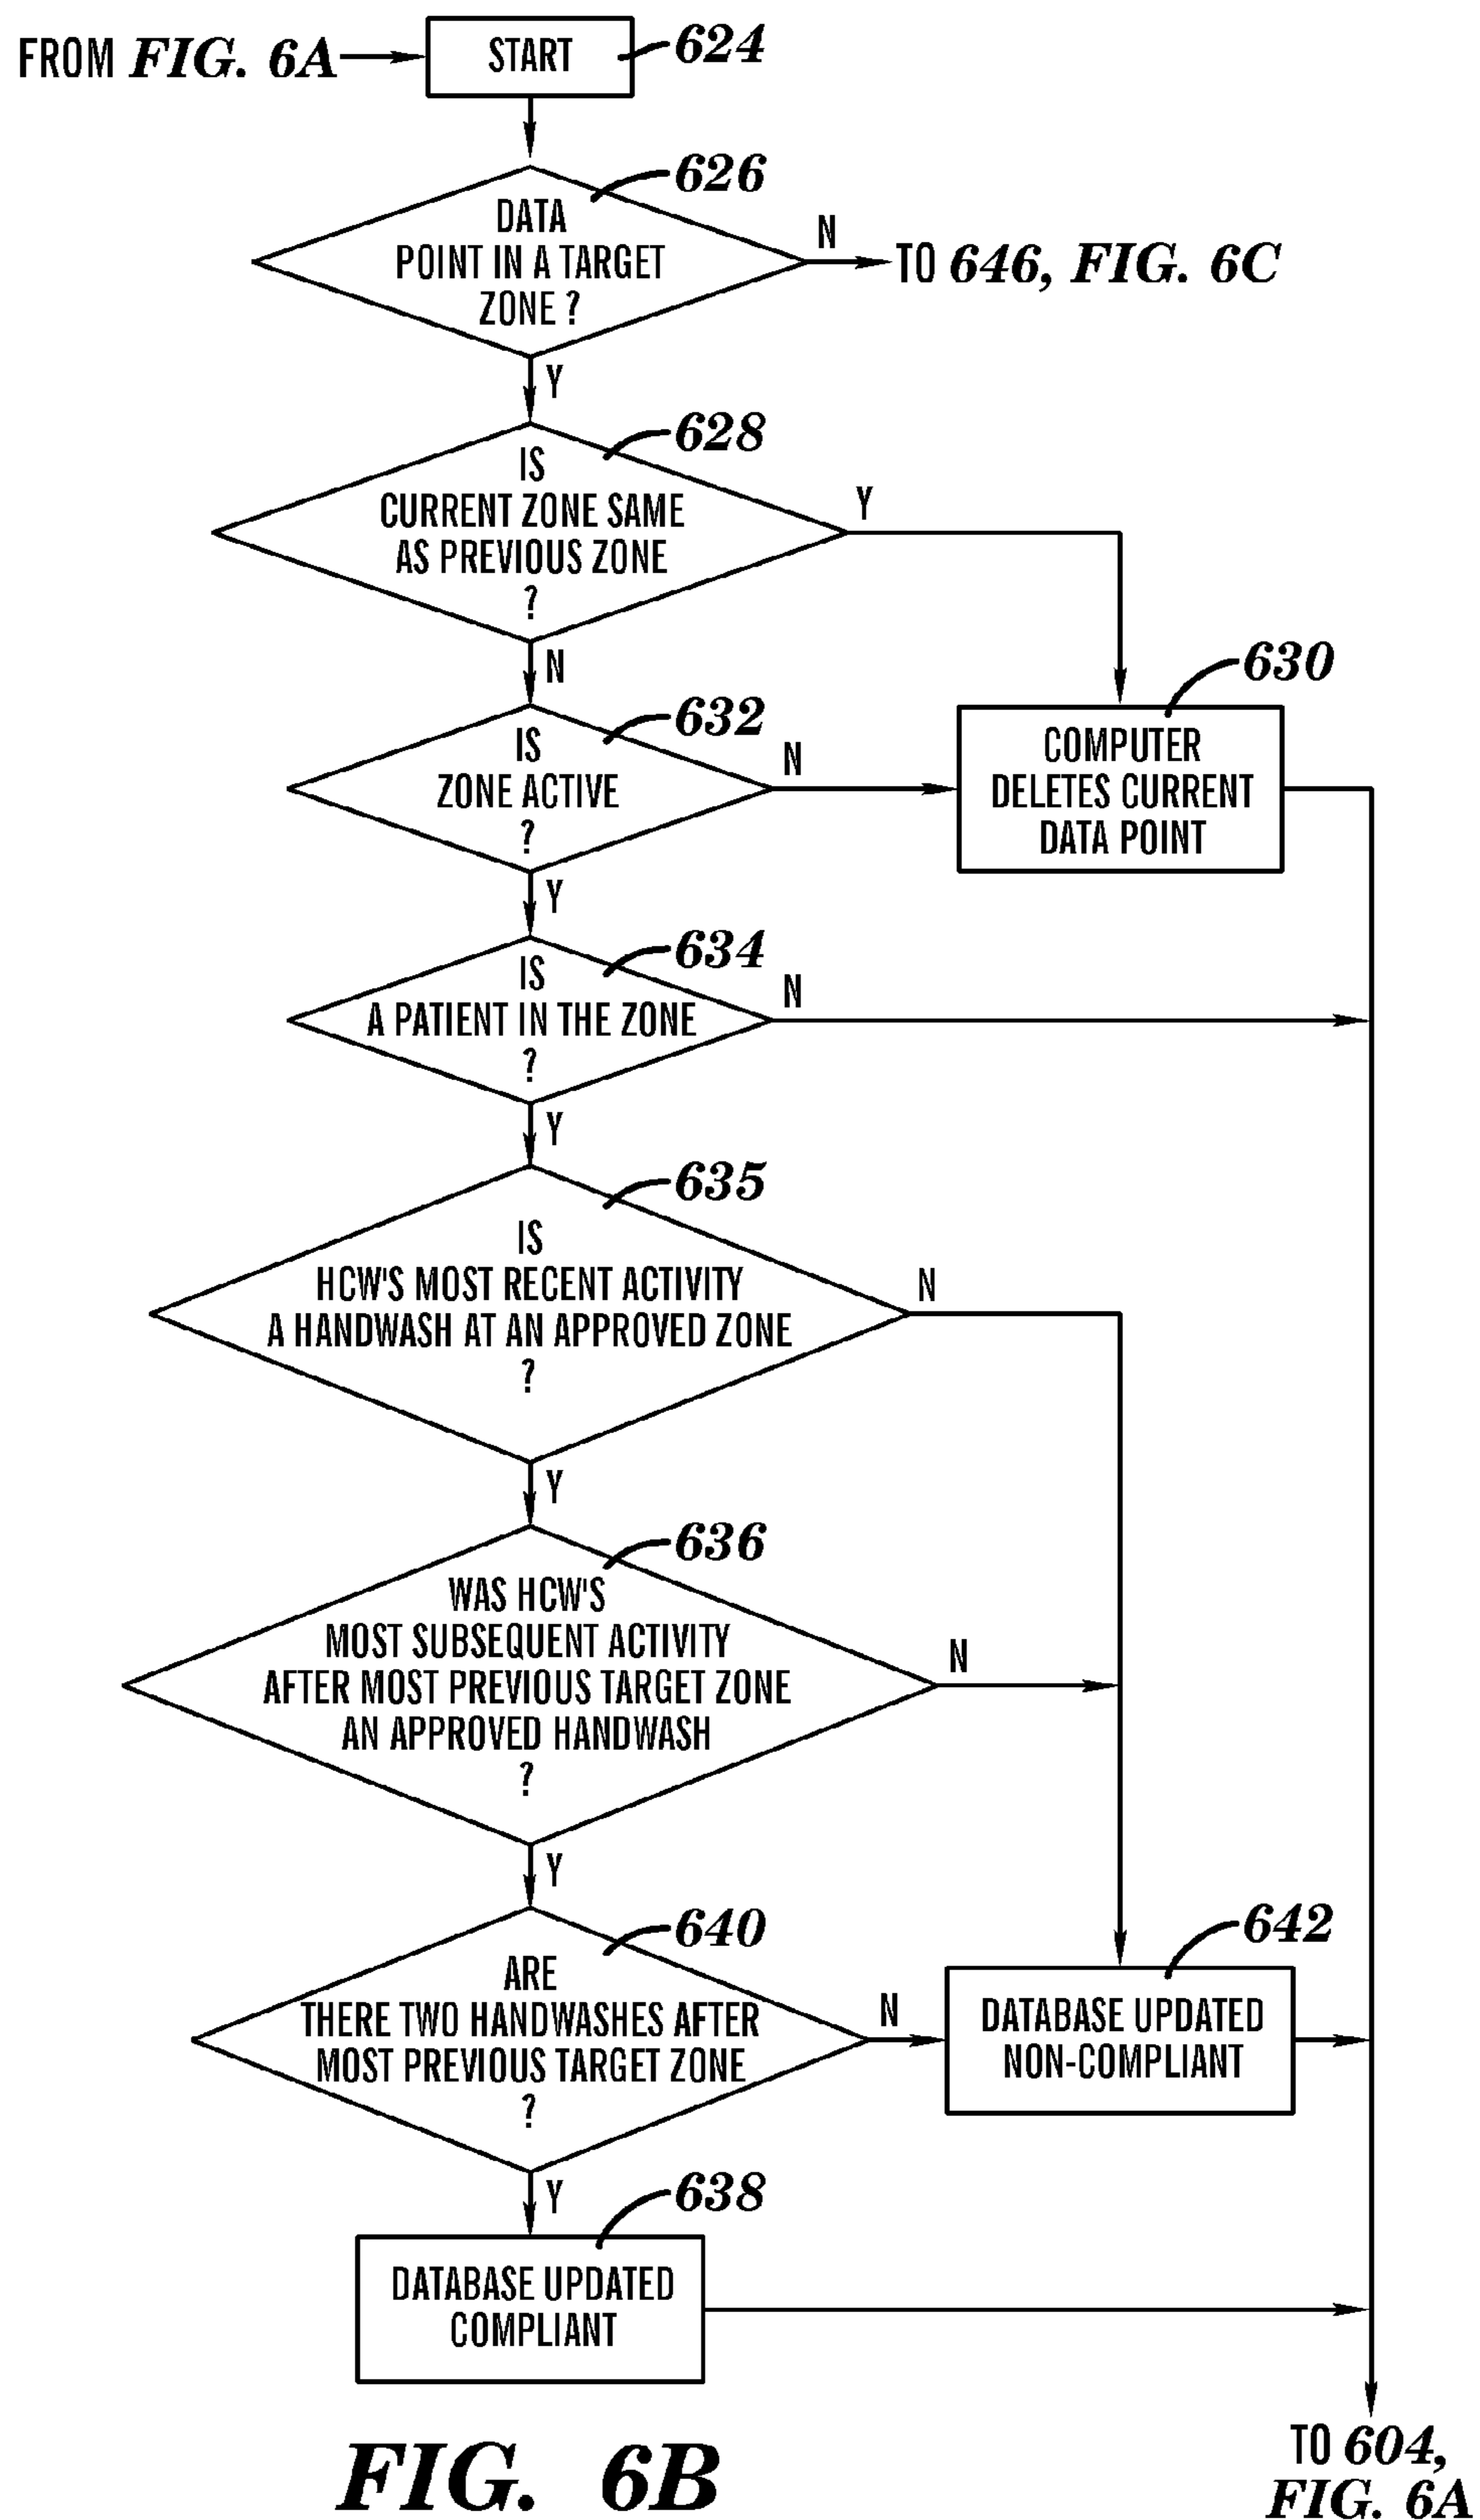 FROM FIG. 6A
START
624
626
DATA
POINT IN A TARGET
ZONE ?
N
TO 646, FIG. 6C
Y
628
IS
CURRENT ZONE SAME
AS PREVIOUS ZONE
?
Y
N
630
COMPUTER
DELETES CURRENT
DATA POINT
632
IS
ZONE ACTIVE
?
N
Y
634
IS
A PATIENT IN THE ZONE
?
N
Y
635
IS
HCW'S MOST RECENT ACTIVITY
A HANDWASH AT AN APPROVED ZONE
?
N
Y
636
WAS HCW'S
MOST SUBSEQUENT ACTIVITY
AFTER MOST PREVIOUS TARGET ZONE
AN APPROVED HANDWASH
?
N
Y
640
ARE
THERE TWO HANDWASHES AFTER
MOST PREVIOUS TARGET ZONE
?
N
642
DATABASE UPDATED
NON-COMPLIANT
Y
638
DATABASE UPDATED
COMPLIANT
TO 604,
FIG. 6A
FIG. 6B